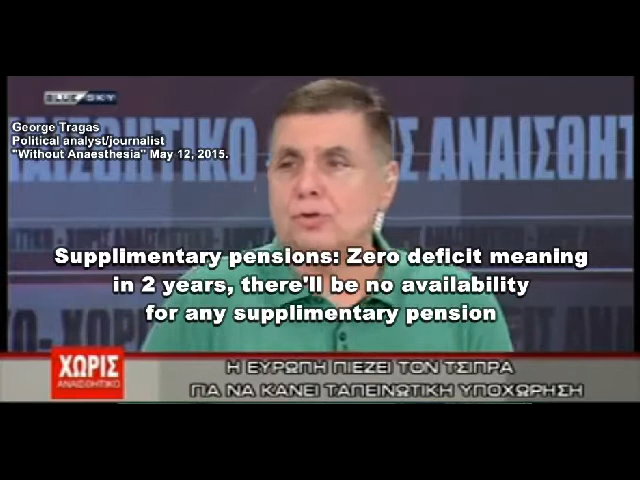 BLUE SKY
George Tragas
Political analyst/journalist
"Without Anaesthesia" May 12, 2015.
ΑΝΑΙΣΘΗΤΙΚΟ
ΧΩΡΙΣ ΑΝΑΙΣΘΗΤ
ΧΩΡΙΣ
Supplimentary pensions: Zero deficit meaning
in 2 years, there'll be no availability
for any supplimentary pension
ΧΩΡΙΣ
ΑΝΑΙΣΘΗΤΙΚΟ
Η ΕΥΡΩΠΗ ΠΙΕΖΕΙ ΤΟΝ ΤΣΙΠΡΑ
ΓΙΑ ΝΑ ΚΑΝΕΙ ΤΑΠΕΙΝΩΤΙΚΗ ΥΠΟΧΩΡΗΣΗ